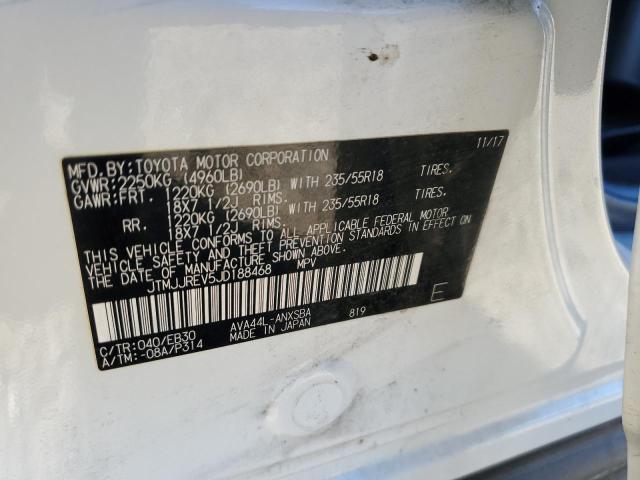 MFD. BY: TOYOTA MOTOR CORPORATION 11/17
GVWR: 2250KG (4960LB)
GAWR: FRT. 1220KG (2690LB) WITH 235/55R18 TIRES.
18X7 1/2J RIMS.
RR. 1220KG (2690LB) WITH 235/55R18 TIRES.
18X7 1/2J RIMS.
THIS VEHICLE CONFORMS TO ALL APPLICABLE FEDERAL MOTOR
VEHICLE SAFETY AND THEFT PREVENTION STANDARDS IN EFFECT ON
THE DATE OF MANUFACTURE SHOWN ABOVE.
JTMJJREV5JD188468 MPV
E
C/TR: 040/EB30 AVA44L-ANXSBA 819
A/TM: -08A/P314 MADE IN JAPAN